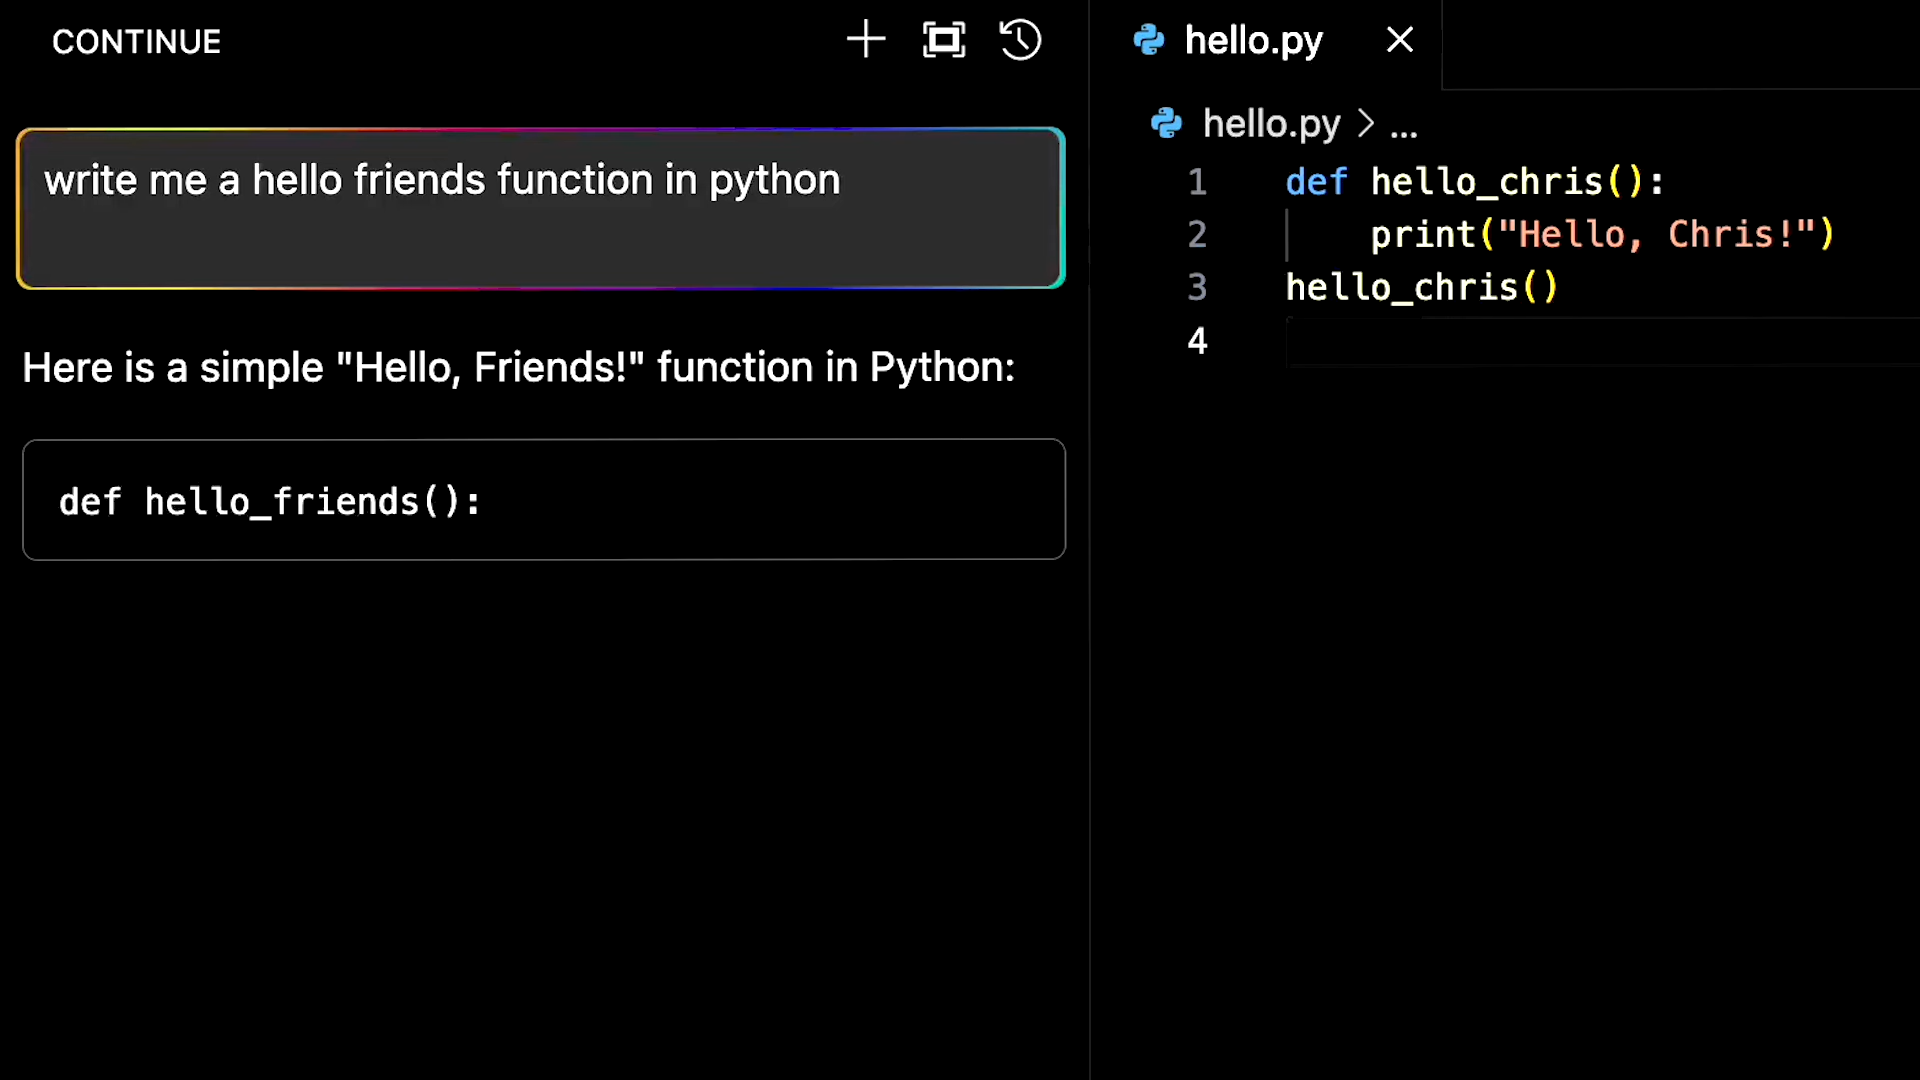 CONTINUE
write me a hello friends function in python
Here is a simple "Hello, Friends!" function in Python:
def hello_friends():
hello.py
hello.py > ...
1 def hello_chris():
2 print("Hello, Chris!")
3 hello_chris()
4